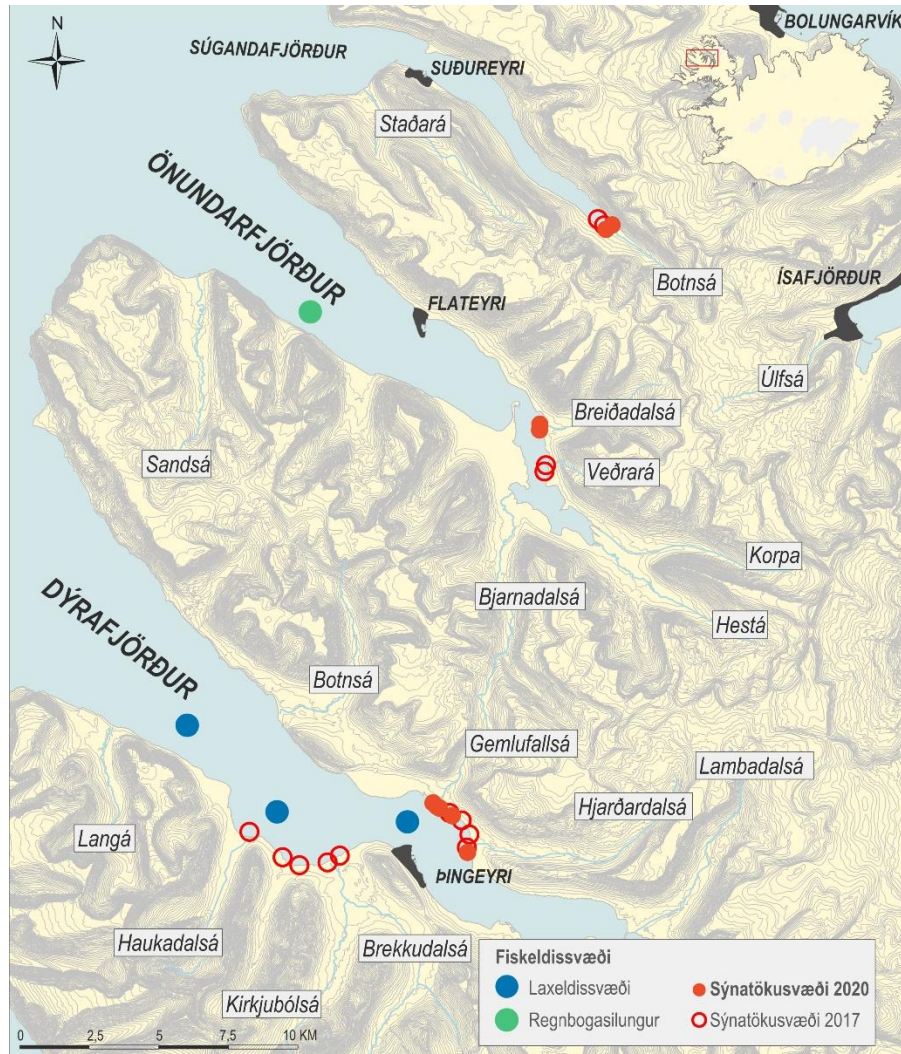 BOLUNGARVÍK
N
SÚGANDAFJÖRÐUR
SUÐUREYRI
Staðará
ÖNUNDARFJÖRÐUR
Botnsá
ÍSAFJÖRÐUR
FLATEYRI
Úlfsá
Breiðadalsá
Sandsá
Veðrará
Korpa
Bjarnadalsá
Hestá
DÝRAFJÖRÐUR
Botnsá
Gemlufallsá
Lambadalsá
Hjarðardalsá
Langá
ÞINGEYRI
Haukadalsá
Brekkudalsá
Kirkjubólsá
Fiskeldissvæði
Laxeldissvæði
Regnbogasilungur
Sýnatökusvæði 2020
Sýnatökusvæði 2017
0 2,5 5 7,5 10 KM